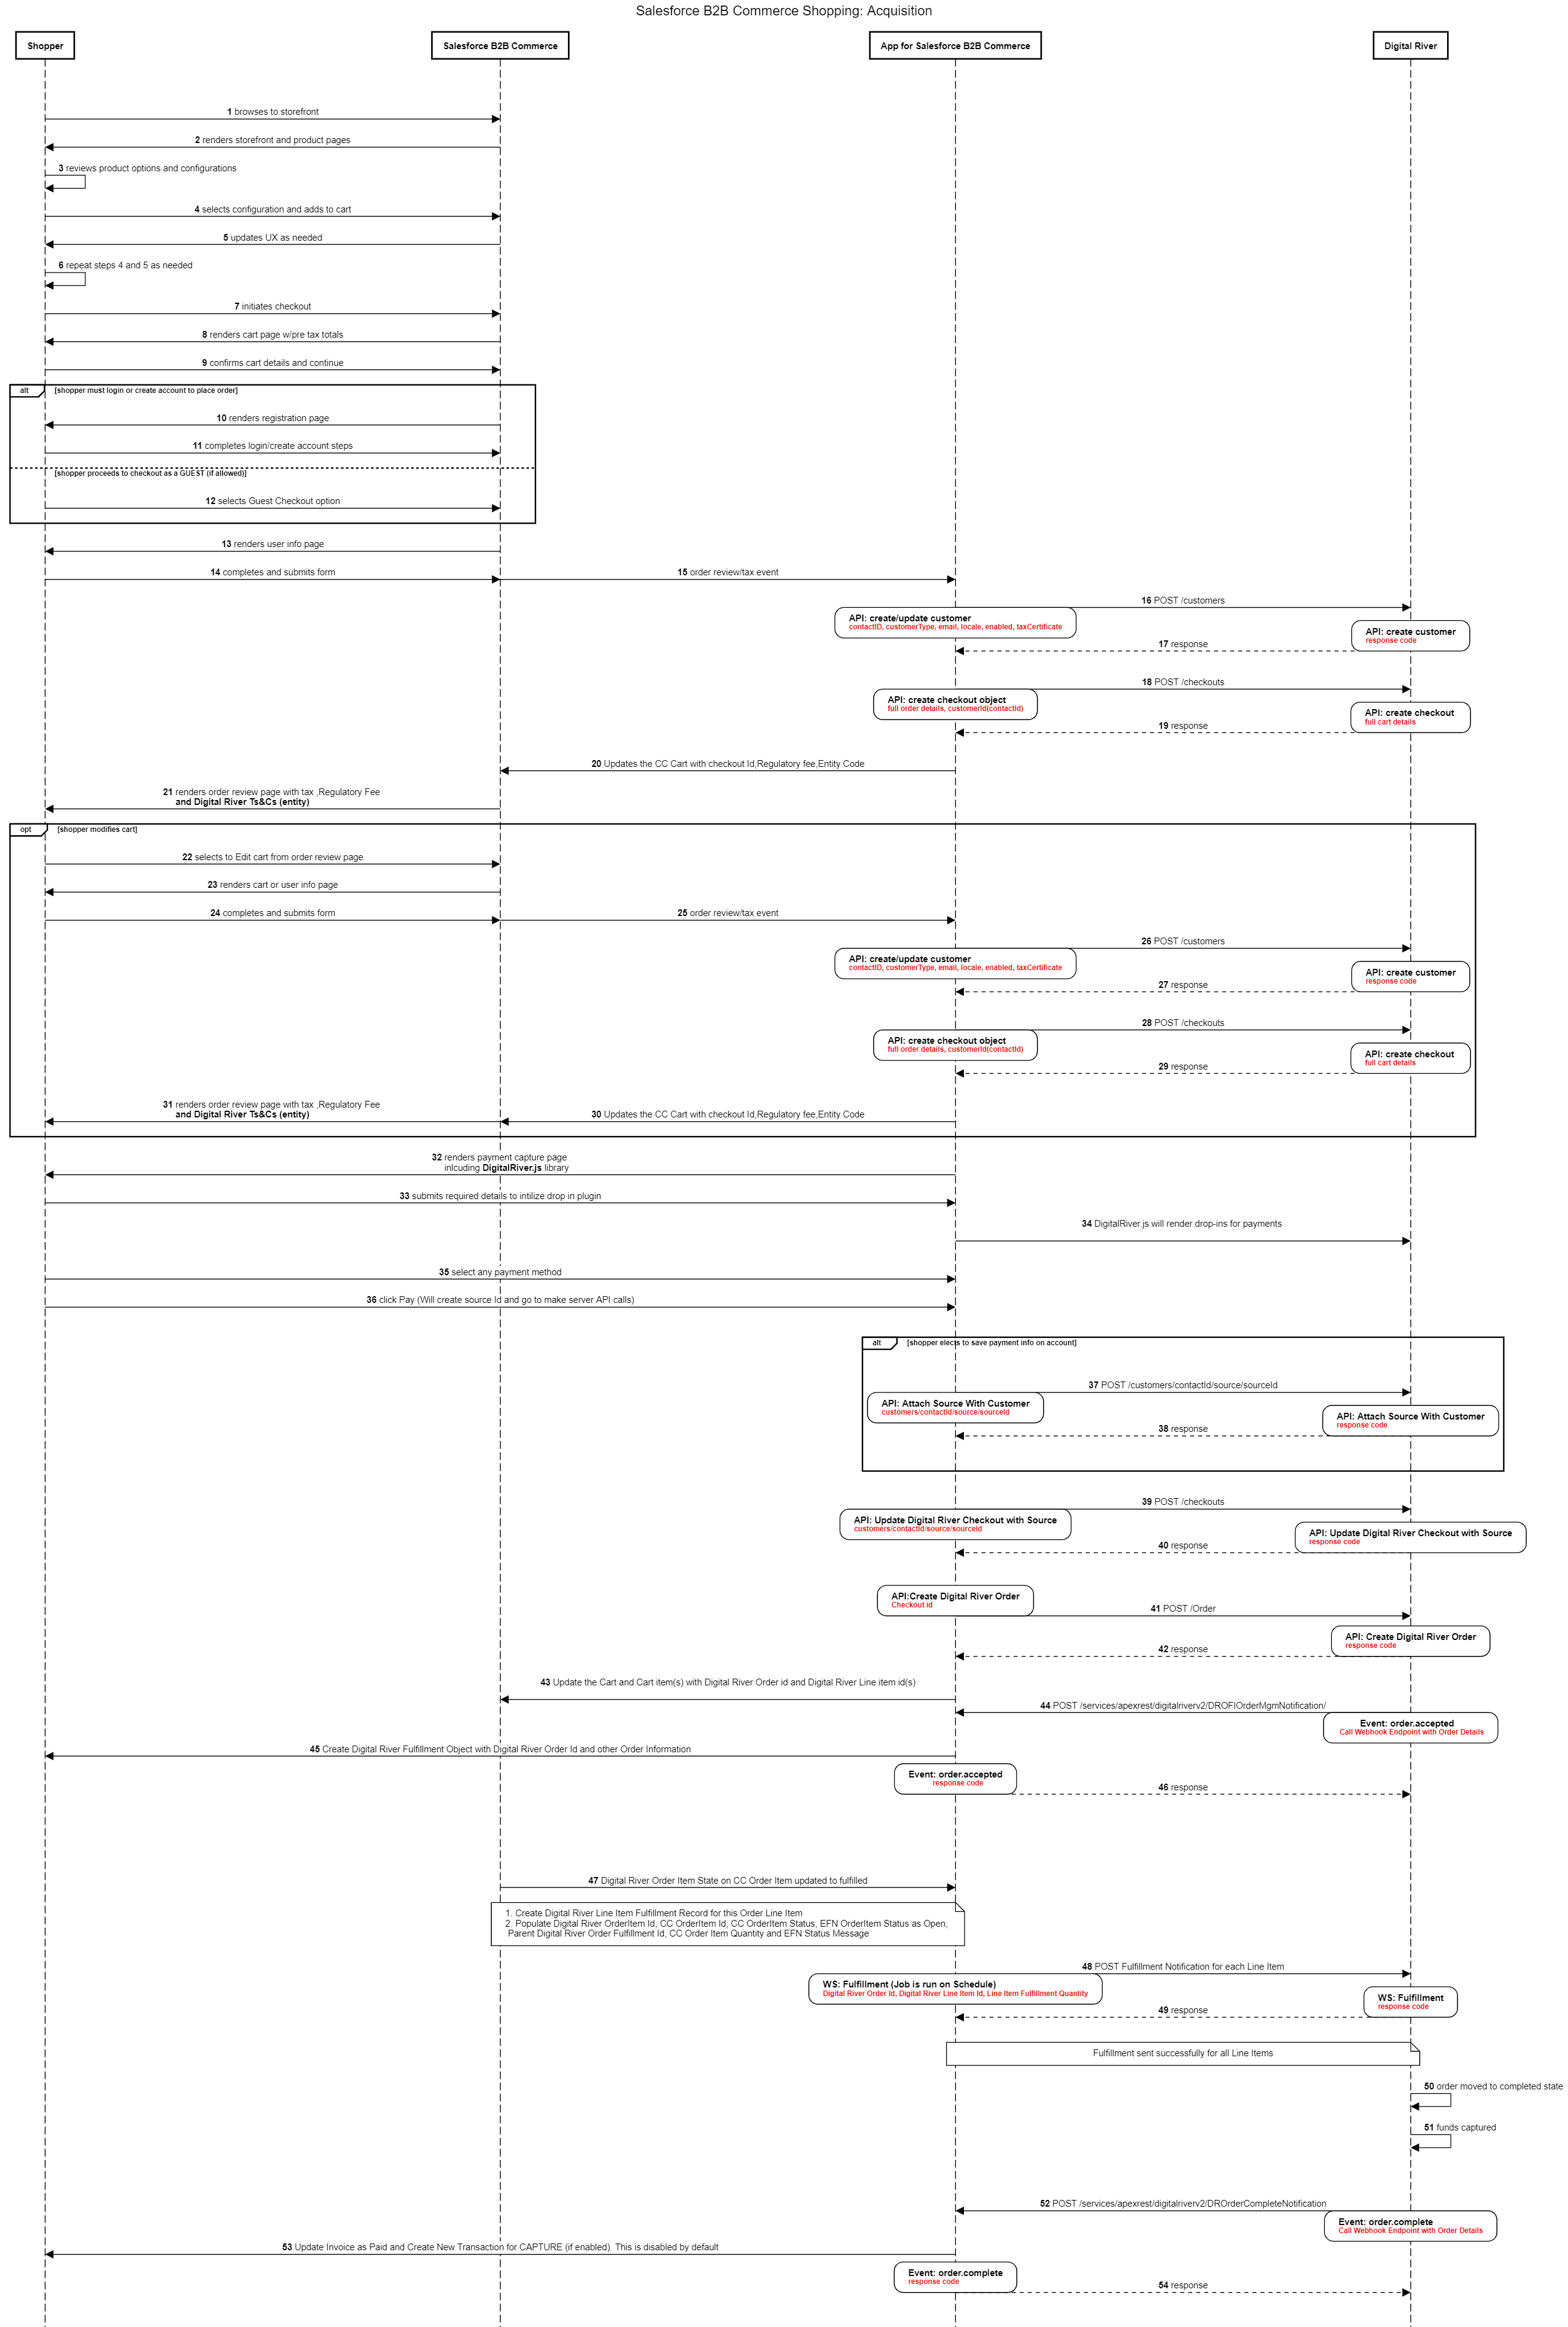 Salesforce B2B Commerce Shopping: Acquisition
Shopper
Salesforce B2B Commerce
App for Salesforce B2B Commerce
Digital River
1 browses to storefront
2 renders storefront and product pages
3 reviews product options and configurations
4 selects configuration and adds to cart
5 updates UX as needed
6 repeat steps 4 and 5 as needed
7 initiates checkout
8 renders cart page w/pre tax totals
9 confirms cart details and continue
alt
[shopper must login or create account to place order]
10 renders registration page
11 completes login/create account steps
[shopper proceeds to checkout as a GUEST (if allowed)]
12 selects Guest Checkout option
13 renders user info page
14 completes and submits form
15 order review/tax event
16 POST /customers
API: create/update customer
contactID, customerType, email, locale, enabled, taxCertificate
API: create customer
response code
17 response
18 POST /checkouts
API: create checkout object
full order details, customerId(contactId)
API: create checkout
full cart details
19 response
20 Updates the CC Cart with checkout Id,Regulatory fee,Entity Code
21 renders order review page with tax ,Regulatory Fee
and Digital River Ts&Cs (entity)
opt
[shopper modifies cart]
22 selects to Edit cart from order review page
23 renders cart or user info page
24 completes and submits form
25 order review/tax event
26 POST /customers
API: create/update customer
contactID, customerType, email, locale, enabled, taxCertificate
API: create customer
response code
27 response
28 POST /checkouts
API: create checkout object
full order details, customerId(contactId)
API: create checkout
full cart details
29 response
31 renders order review page with tax ,Regulatory Fee
and Digital River Ts&Cs (entity)
30 Updates the CC Cart with checkout Id,Regulatory fee,Entity Code
32 renders payment capture page
inlcuding DigitalRiver.js library
33 submits required details to intilize drop in plugin
34 DigitalRiver.js will render drop-ins for payments
35 select any payment method
36 click Pay (Will create source Id and go to make server API calls)
alt
[shopper elects to save payment info on account]
37 POST /customers/contactId/source/sourceId
API: Attach Source With Customer
customers/contactId/source/sourceId
API: Attach Source With Customer
response code
38 response
39 POST /checkouts
API: Update Digital River Checkout with Source
customers/contactId/source/sourceId
API: Update Digital River Checkout with Source
response code
40 response
API:Create Digital River Order
Checkout id
41 POST /Order
API: Create Digital River Order
response code
42 response
43 Update the Cart and Cart item(s) with Digital River Order id and Digital River Line item id(s)
44 POST /services/apexrest/digitalriverv2/DROFIOrderMgmNotification/
Event: order.accepted
Call Webhook Endpoint with Order Details
45 Create Digital River Fulfillment Object with Digital River Order Id and other Order Information
Event: order.accepted
response code
46 response
47 Digital River Order Item State on CC Order Item updated to fulfilled
1. Create Digital River Line Item Fulfillment Record for this Order Line Item
2. Populate Digital River OrderItem Id, CC OrderItem Id, CC OrderItem Status, EFN OrderItem Status as Open,
Parent Digital River Order Fulfillment Id, CC Order Item Quantity and EFN Status Message
48 POST Fulfillment Notification for each Line Item
WS: Fulfillment (Job is run on Schedule)
Digital River Order Id, Digital River Line Item Id, Line Item Fulfillment Quantity
WS: Fulfillment
response code
49 response
Fulfillment sent successfully for all Line Items
50 order moved to completed state
51 funds captured
52 POST /services/apexrest/digitalriverv2/DROrderCompleteNotification
Event: order.complete
Call Webhook Endpoint with Order Details
53 Update Invoice as Paid and Create New Transaction for CAPTURE (if enabled). This is disabled by default
Event: order.complete
response code
54 response